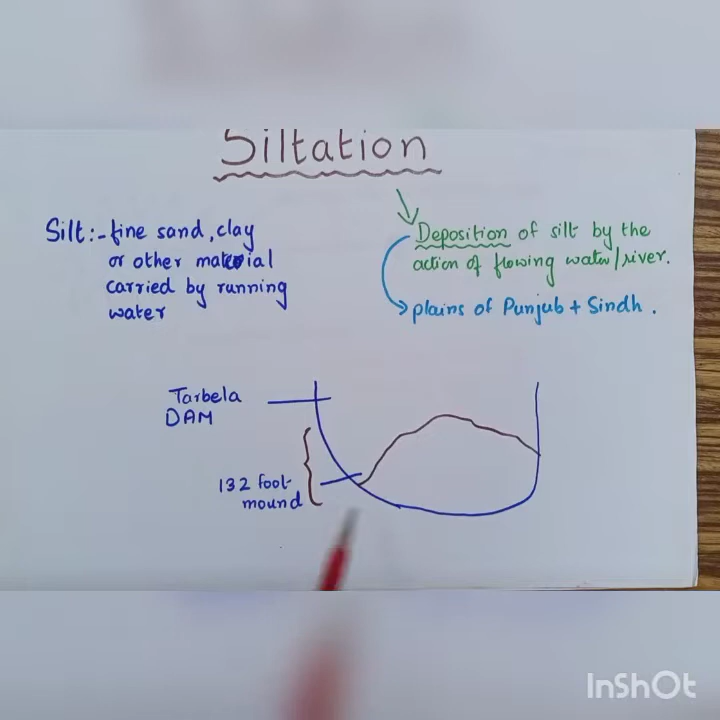 Siltation
Silt:- fine sand, clay
or other material
carried by running
water
Deposition of silt by the
action of flowing water/river.
plains of Punjub + Sindh.
Tarbela
DAM
132 foot
mound
InShOt